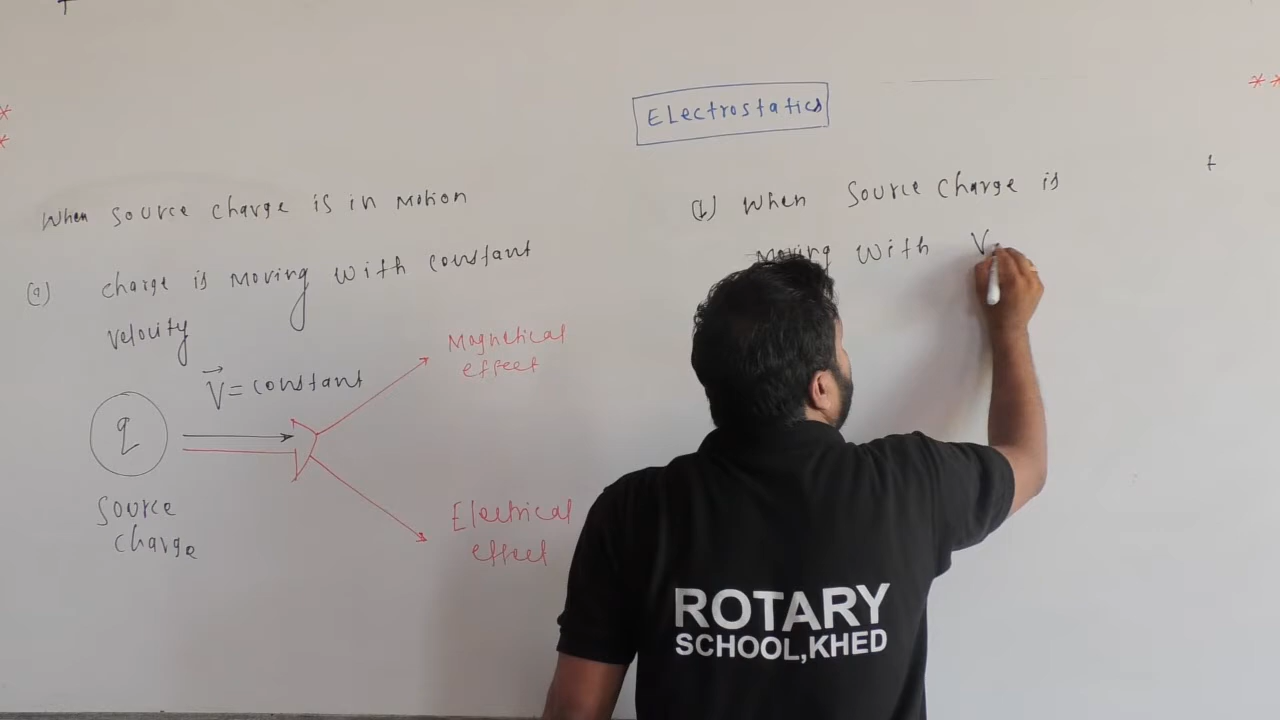 Electrostatics
When source charge is in motion
(a) charge is moving with constant
velocity
V = constant
q
source
charge
Magnetical
effect
Electrical
effect
(b) when source charge is
moving with V
ROTARY
SCHOOL,KHED